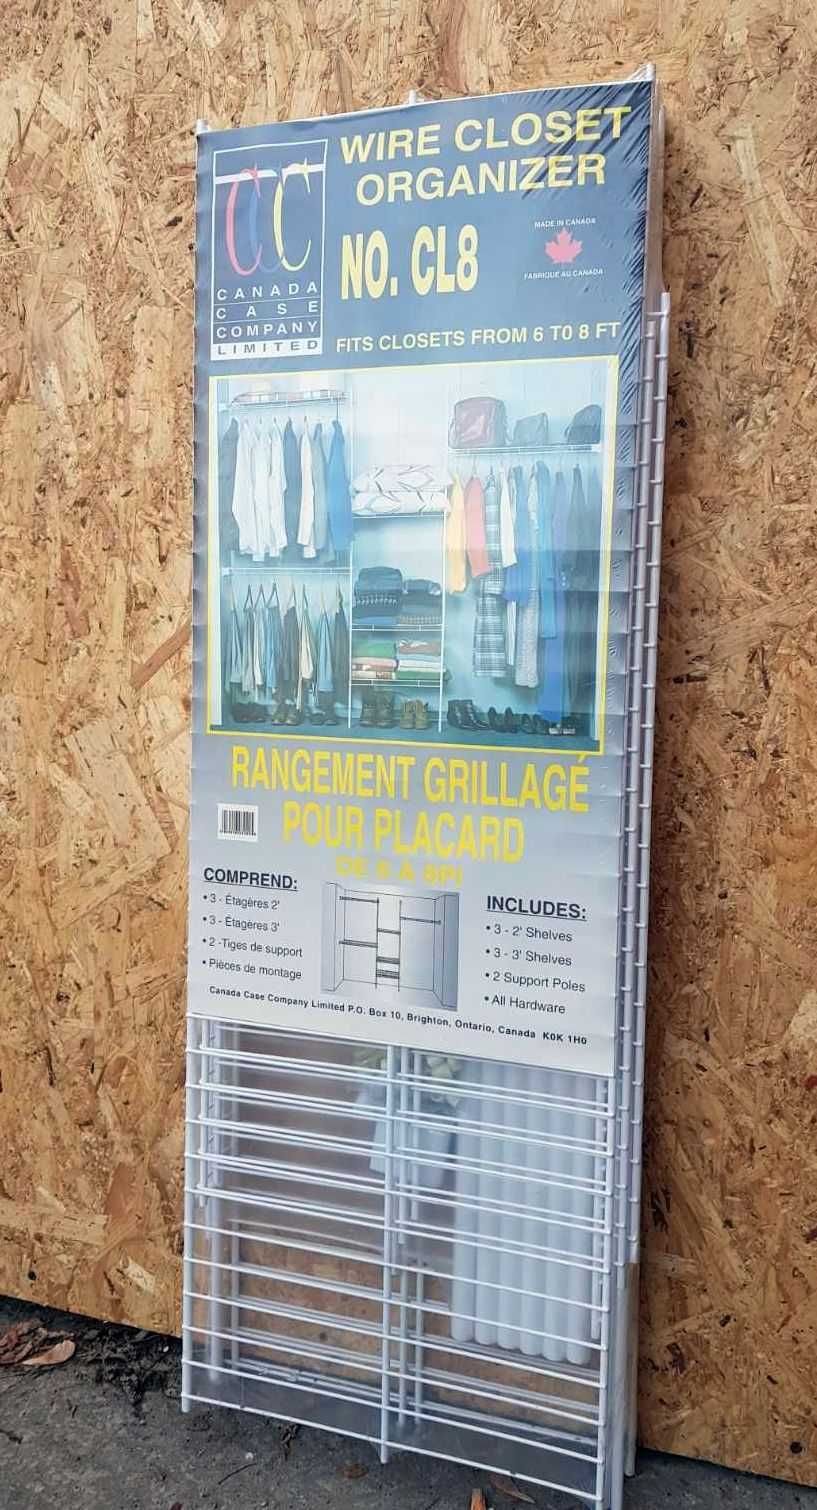 WIRE CLOSET
ORGANIZER
CCC
CANADA
CASE
COMPANY
LIMITED
NO. CL8
MADE IN CANADA
FABRIQUÉ AU CANADA
FITS CLOSETS FROM 6 TO 8 FT
RANGEMENT GRILLAGÉ
POUR PLACARD
DE 6 À 8PI
COMPREND:
• 3 - Étagères 2'
• 3 - Étagères 3'
• 2 -Tiges de support
• Pièces de montage
INCLUDES:
• 3 - 2' Shelves
• 3 - 3' Shelves
• 2 Support Poles
• All Hardware
Canada Case Company Limited P.O. Box 10, Brighton, Ontario, Canada K0K 1H0